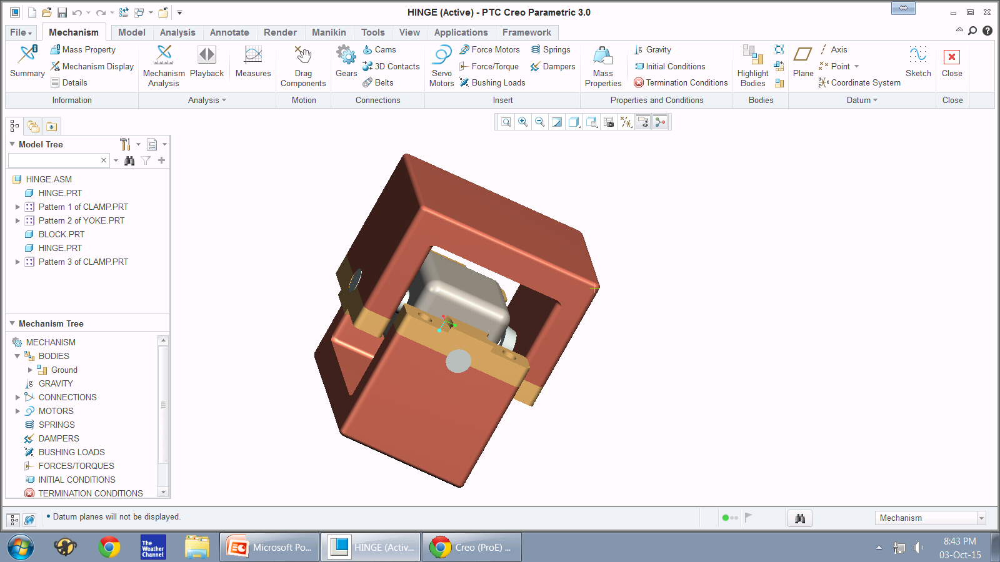 HINGE (Active) - PTC Creo Parametric 3.0
File Mechanism Model Analysis Annotate Render Manikin Tools View Applications Framework
Summary
Mass Property
Mechanism Display
Details
Information
Mechanism Analysis
Playback
Analysis
Measures
Drag Components
Motion
Gears
Cams
3D Contacts
Belts
Connections
Servo Motors
Force Motors
Force/Torque
Bushing Loads
Springs
Dampers
Insert
Mass Properties
Gravity
Initial Conditions
Termination Conditions
Properties and Conditions
Highlight Bodies
Bodies
Plane
Axis
Point
Coordinate System
Sketch
Datum
Close
Close
Model Tree
HINGE.ASM
HINGE.PRT
Pattern 1 of CLAMP.PRT
Pattern 2 of YOKE.PRT
BLOCK.PRT
HINGE.PRT
Pattern 3 of CLAMP.PRT
Mechanism Tree
MECHANISM
BODIES
Ground
GRAVITY
CONNECTIONS
MOTORS
SPRINGS
DAMPERS
BUSHING LOADS
FORCES/TORQUES
INITIAL CONDITIONS
TERMINATION CONDITIONS
• Datum planes will not be displayed.
Mechanism
The Weather Channel
Microsoft Po...
HINGE (Activ...
Creo (ProE) ...
8:43 PM
03-Oct-15